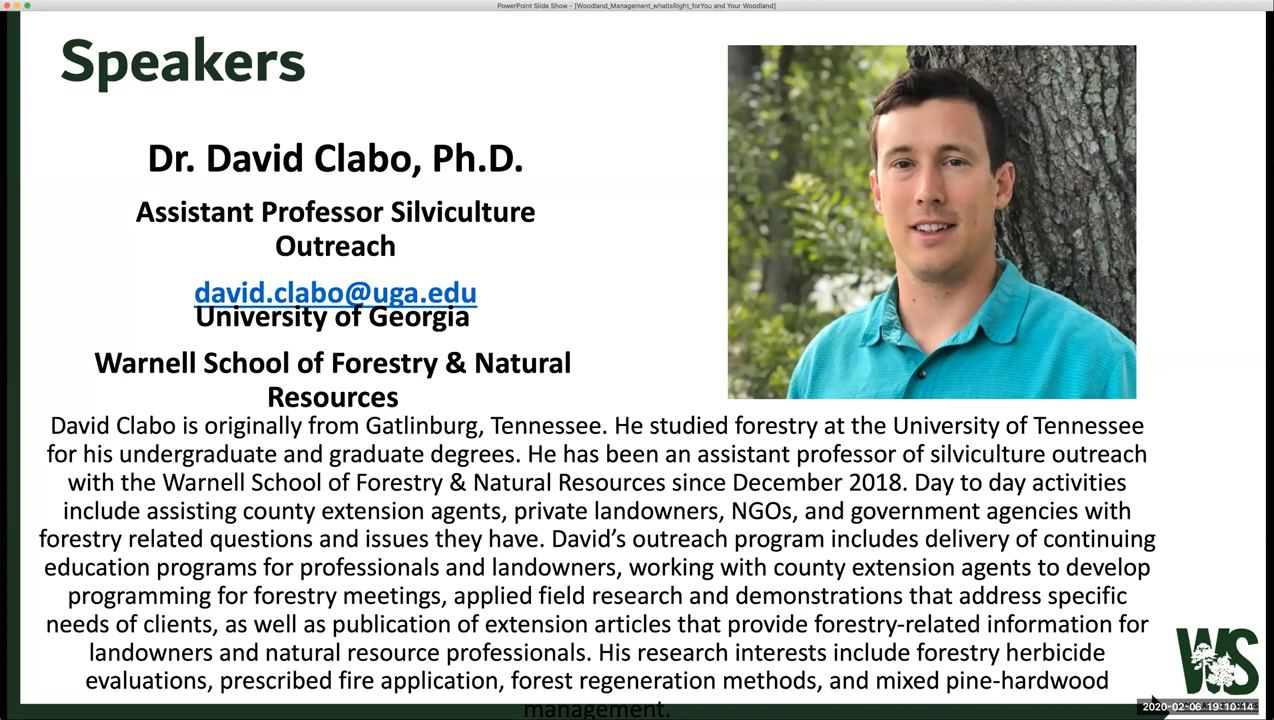 PowerPoint Slide Show - [Woodland_Management_whatIsRight_forYou and Your Woodland]
Speakers
Dr. David Clabo, Ph.D.
Assistant Professor Silviculture
Outreach
david.clabo@uga.edu
University of Georgia
Warnell School of Forestry & Natural
Resources
David Clabo is originally from Gatlinburg, Tennessee. He studied forestry at the University of Tennessee
for his undergraduate and graduate degrees. He has been an assistant professor of silviculture outreach
with the Warnell School of Forestry & Natural Resources since December 2018. Day to day activities
include assisting county extension agents, private landowners, NGOs, and government agencies with
forestry related questions and issues they have. David’s outreach program includes delivery of continuing
education programs for professionals and landowners, working with county extension agents to develop
programming for forestry meetings, applied field research and demonstrations that address specific
needs of clients, as well as publication of extension articles that provide forestry-related information for
landowners and natural resource professionals. His research interests include forestry herbicide
evaluations, prescribed fire application, forest regeneration methods, and mixed pine-hardwood
management.
WS
2020-02-06 19:10:14